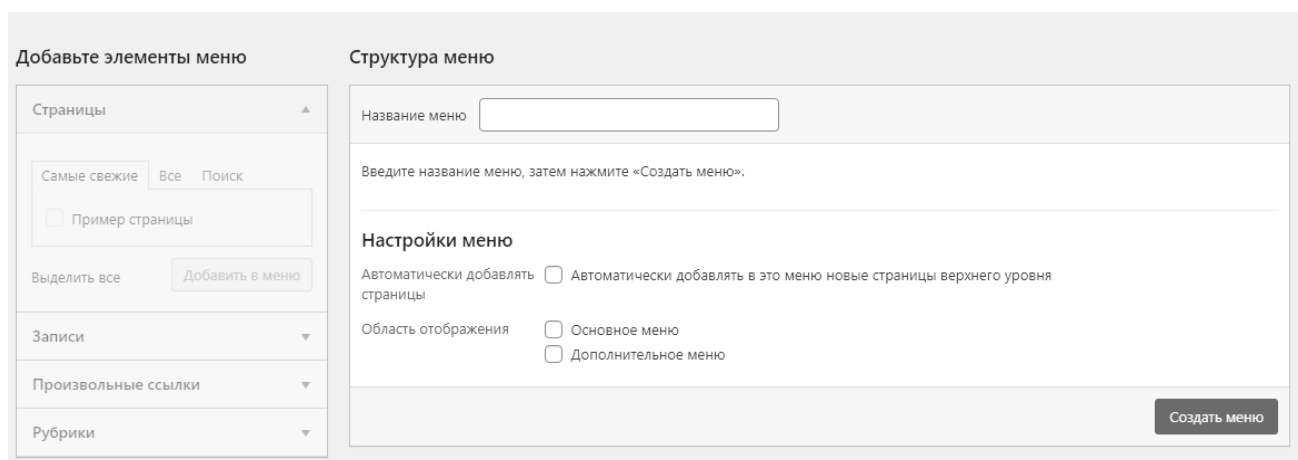 Добавьте элементы меню
Страницы
Самые свежие Все Поиск
Пример страницы
Выделить все Добавить в меню
Записи
Произвольные ссылки
Рубрики
Структура меню
Название меню
Введите название меню, затем нажмите «Создать меню».
Настройки меню
Автоматически добавлять
страницы
Автоматически добавлять в это меню новые страницы верхнего уровня
Область отображения
Основное меню
Дополнительное меню
Создать меню